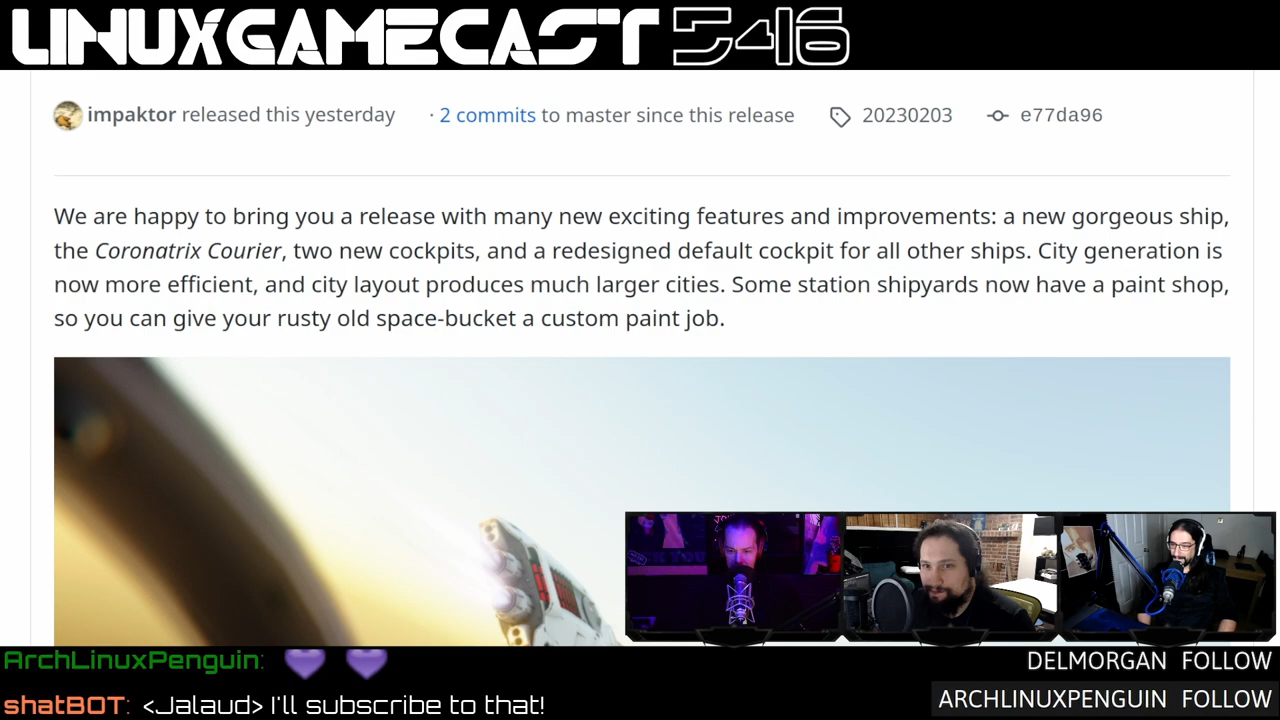 LINUXGAMECAST 546
impaktor released this yesterday · 2 commits to master since this release 20230203 e77da96
We are happy to bring you a release with many new exciting features and improvements: a new gorgeous ship,
the Coronatrix Courier, two new cockpits, and a redesigned default cockpit for all other ships. City generation is
now more efficient, and city layout produces much larger cities. Some station shipyards now have a paint shop,
so you can give your rusty old space-bucket a custom paint job.
ArchLinuxPenguin:
shatBOT: <Jalaud> I'll subscribe to that!
DELMORGAN FOLLOW
ARCHLINUXPENGUIN FOLLOW